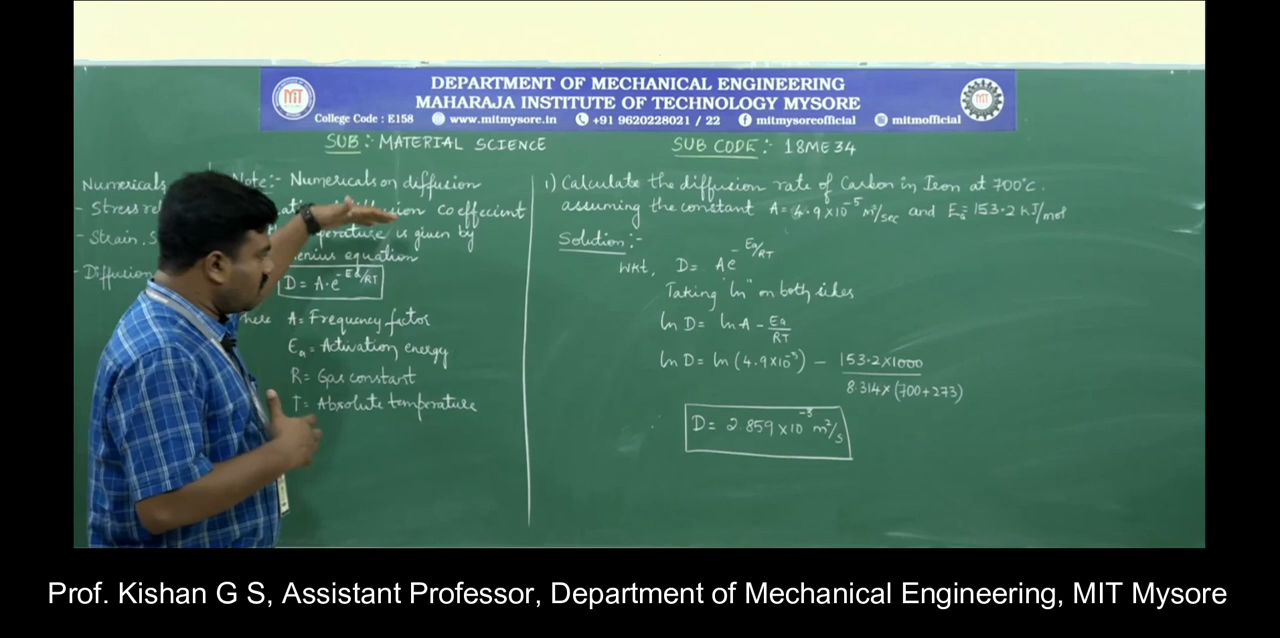 DEPARTMENT OF MECHANICAL ENGINEERING
MAHARAJA INSTITUTE OF TECHNOLOGY MYSORE
College Code : E158 www.mitmysore.in +91 9620228021 / 22 mitmysoreofficial mitmofficial
MIT
MIT
SUB :- MATERIAL SCIENCE
SUB CODE :- 18ME34
Numericals
- Stress
- Strain
- Diffusion
Note :- Numericals on diffusion
coeffecient
is given by
equation
D = A·e^-Ea/RT
A = Frequency factor
Ea = Activation energy
R = Gas constant
T = Absolute temperature
1) Calculate the diffusion rate of Carbon in Iron at 700°c.
assuming the constant A = 4.9×10^-5 m²/sec and Ea = 153.2 kJ/mol
Solution :-
Wkt, D = Ae^-Ea/RT
Taking "ln" on both sides
ln D = ln A - Ea/RT
ln D = ln (4.9×10^-5) - 153.2×1000 / 8.314×(700+273)
D = 2.859×10^-3 m²/s
Prof. Kishan G S, Assistant Professor, Department of Mechanical Engineering, MIT Mysore